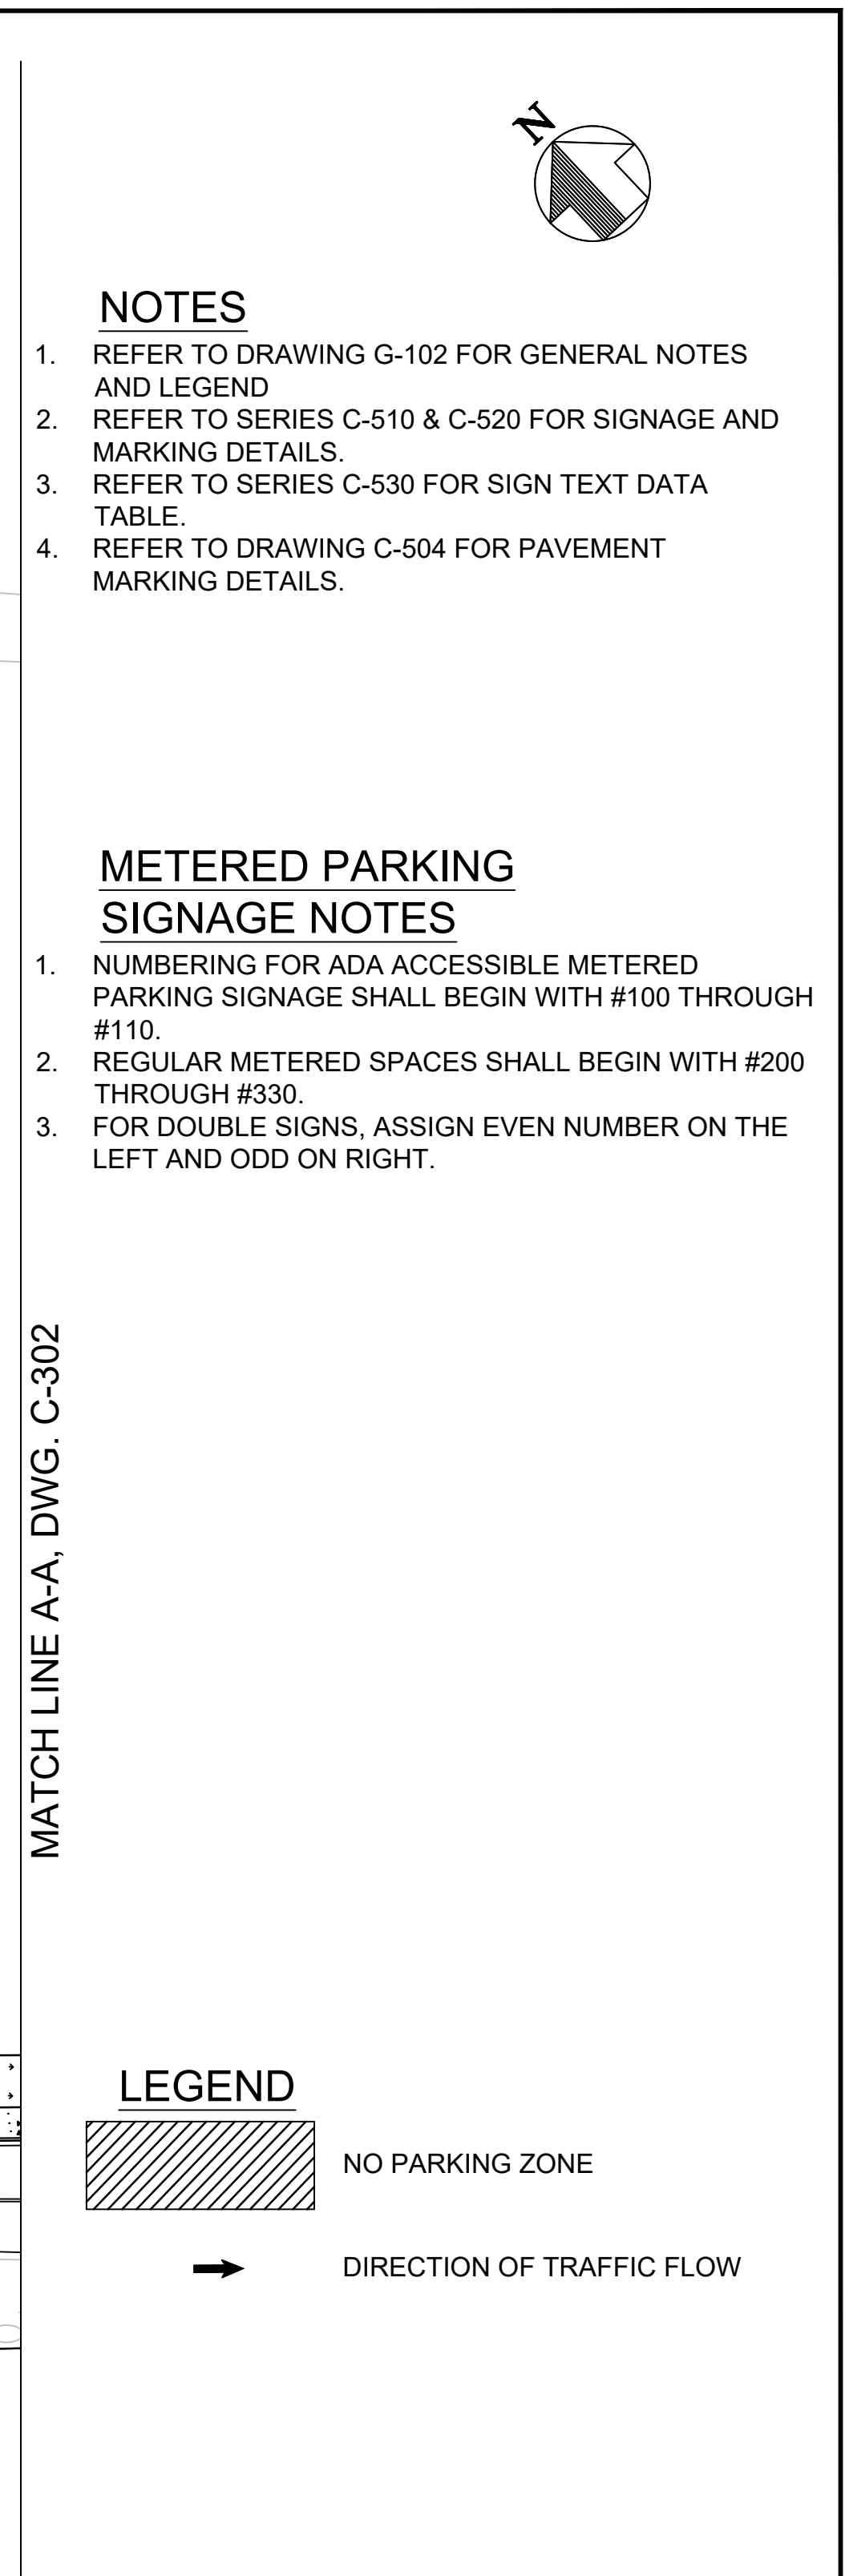 N
NOTES
1. REFER TO DRAWING G-102 FOR GENERAL NOTES
AND LEGEND
2. REFER TO SERIES C-510 & C-520 FOR SIGNAGE AND
MARKING DETAILS.
3. REFER TO SERIES C-530 FOR SIGN TEXT DATA
TABLE.
4. REFER TO DRAWING C-504 FOR PAVEMENT
MARKING DETAILS.
METERED PARKING
SIGNAGE NOTES
1. NUMBERING FOR ADA ACCESSIBLE METERED
PARKING SIGNAGE SHALL BEGIN WITH #100 THROUGH
#110.
2. REGULAR METERED SPACES SHALL BEGIN WITH #200
THROUGH #330.
3. FOR DOUBLE SIGNS, ASSIGN EVEN NUMBER ON THE
LEFT AND ODD ON RIGHT.
MATCH LINE A-A, DWG. C-302
LEGEND
NO PARKING ZONE
DIRECTION OF TRAFFIC FLOW